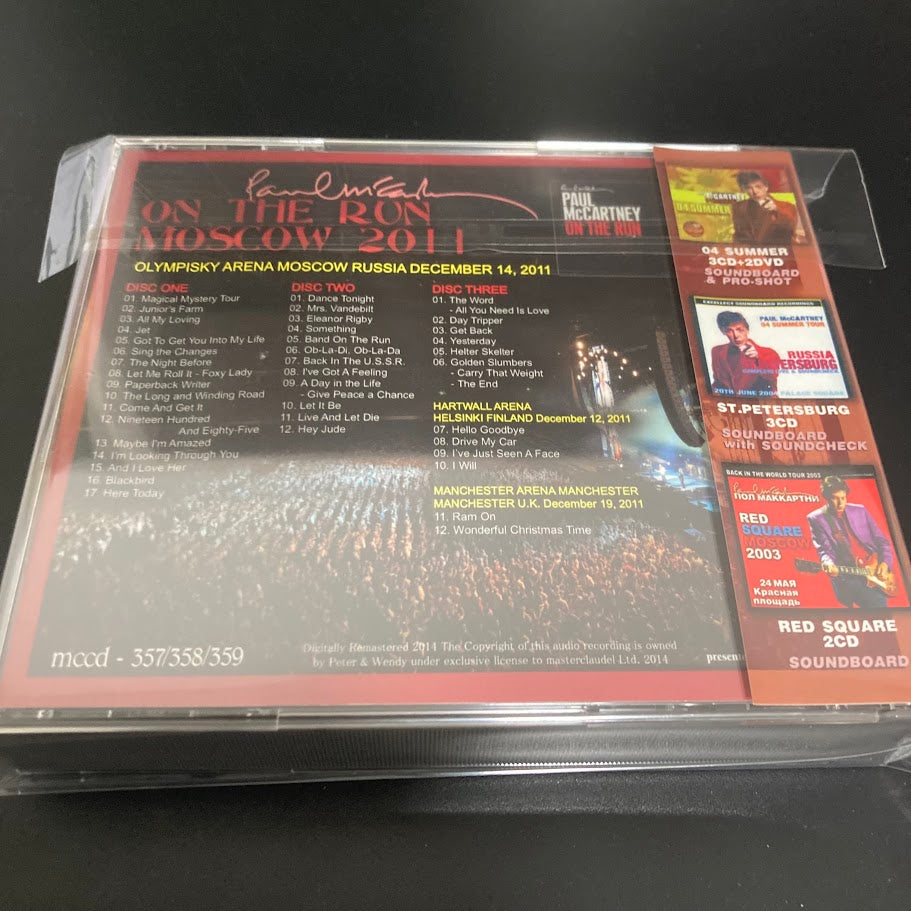 Paul McCartney
ON THE RUN
MOSCOW 2011
PAUL
McCARTNEY
ON THE RUN
OLYMPISKY ARENA MOSCOW RUSSIA DECEMBER 14, 2011
DISC ONE
01. Magical Mystery Tour
02. Junior's Farm
03. All My Loving
04. Jet
05. Got To Get You Into My Life
06. Sing the Changes
07. The Night Before
08. Let Me Roll It - Foxy Lady
09. Paperback Writer
10. The Long and Winding Road
11. Come And Get It
12. Nineteen Hundred
And Eighty-Five
13. Maybe I'm Amazed
14. I'm Looking Through You
15. And I Love Her
16. Blackbird
17. Here Today
DISC TWO
01. Dance Tonight
02. Mrs. Vandebilt
03. Eleanor Rigby
04. Something
05. Band On The Run
06. Ob-La-Di, Ob-La-Da
07. Back In The U.S.S.R.
08. I've Got a Feeling
09. A Day in the Life
- Give Peace a Chance
10. Let It Be
11. Live And Let Die
12. Hey Jude
DISC THREE
01. The Word
- All You Need Is Love
02. Day Tripper
03. Get Back
04. Yesterday
05. Helter Skelter
06. Golden Slumbers
- Carry That Weight
- The End
HARTWALL ARENA
HELSINKI FINLAND December 12, 2011
07. Hello Goodbye
08. Drive My Car
09. I've Just Seen A Face
10. I Will
MANCHESTER ARENA MANCHESTER
MANCHESTER U.K. December 19, 2011
11. Ram On
12. Wonderful Christmas Time
mccd - 357/358/359
Digitally Remastered 2014 The Copyright of this audio recording is owned
by Peter & Wendy under exclusive license to masterclaudel Ltd. 2014
McCARTNEY
04 SUMMER
04 SUMMER
3CD+2DVD
SOUNDBOARD
& PRO-SHOT
EXCELLENT SOUNDBOARD RECORDINGS
PAUL McCARTNEY
04 SUMMER TOUR
RUSSIA
ERSBURG
COMPLETE LIVE & SOUNDCHECK
20TH JUNE 2004 PALACE SQUARE
ST.PETERSBURG
3CD
SOUNDBOARD
with SOUNDCHECK
BACK IN THE WORLD TOUR 2003
ПОЛ МАККАРТНИ
RED
SQUARE
MOSCOW
2003
24 МАЯ
Красная
площадь
RED SQUARE
2CD
SOUNDBOARD